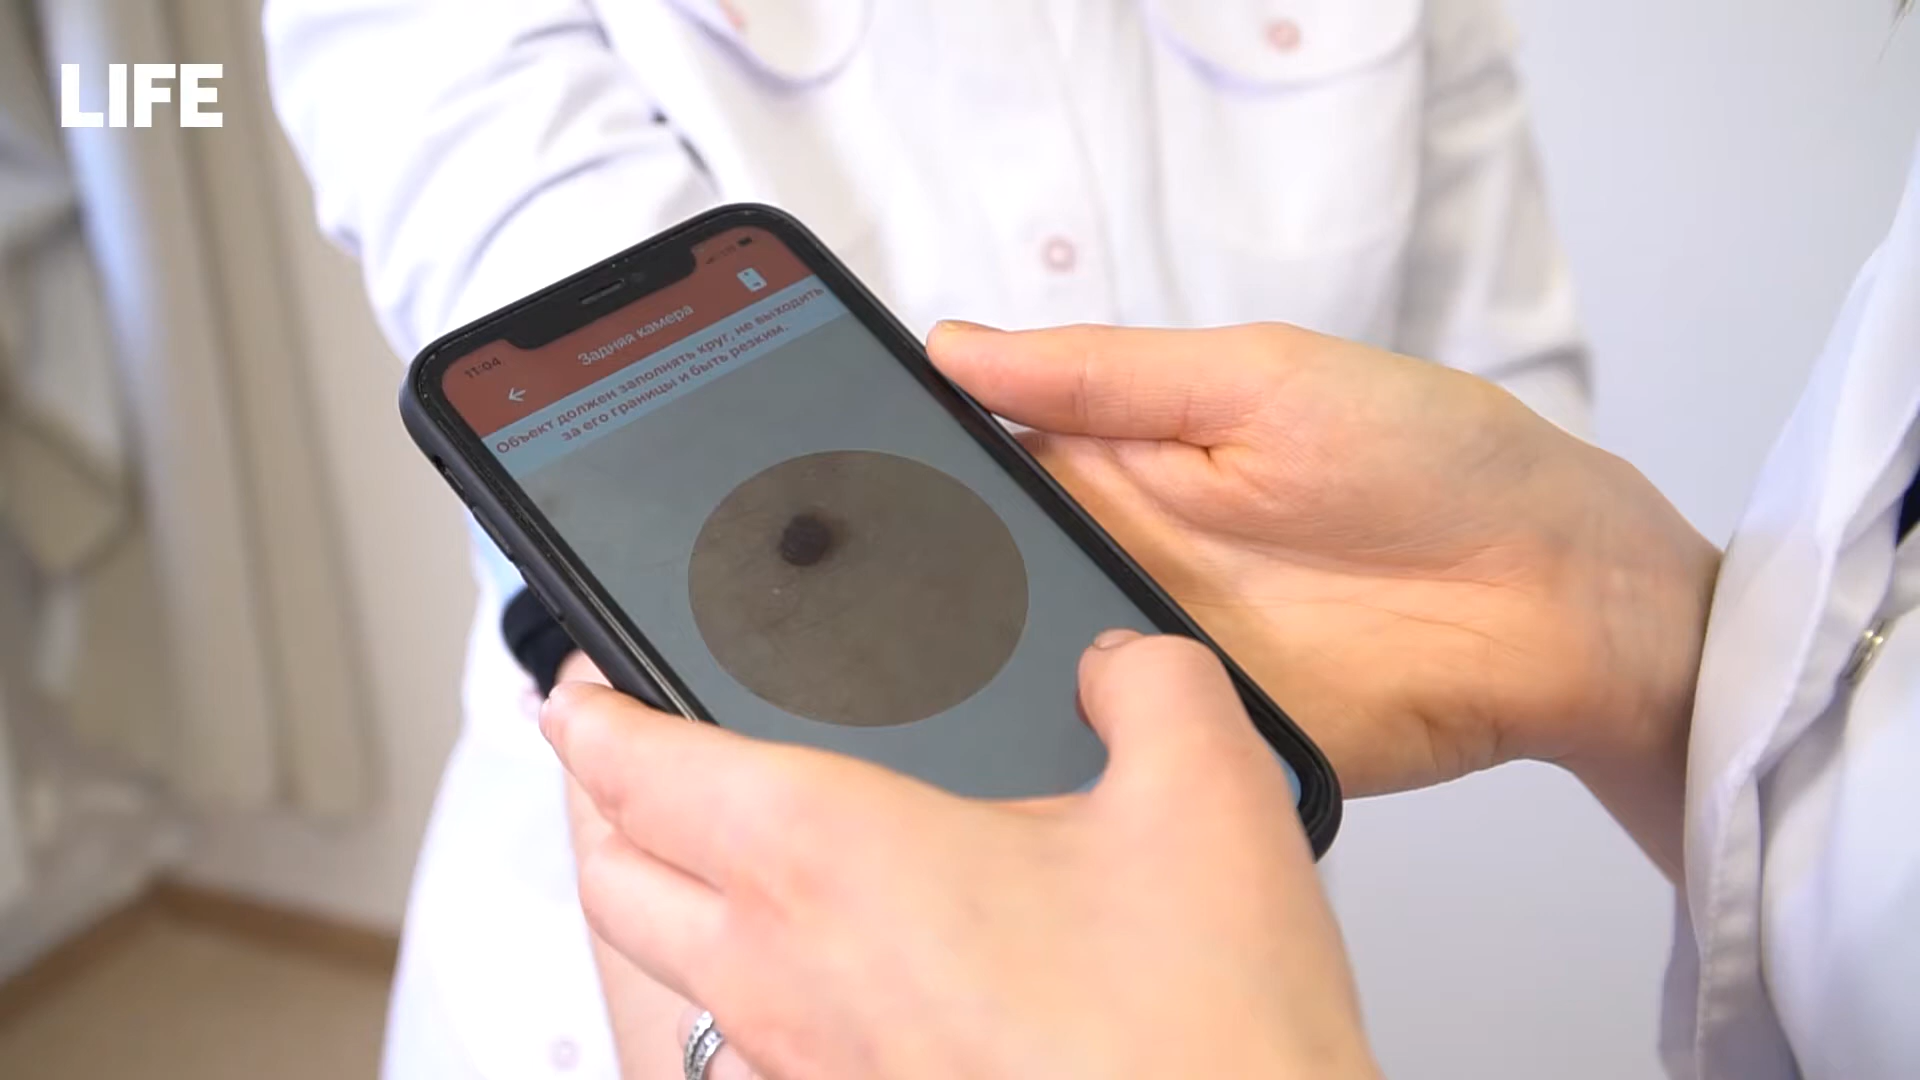 LIFE
11:04
Задняя камера
Объект должен заполнять круг, не выходить
за его границы и быть резким.